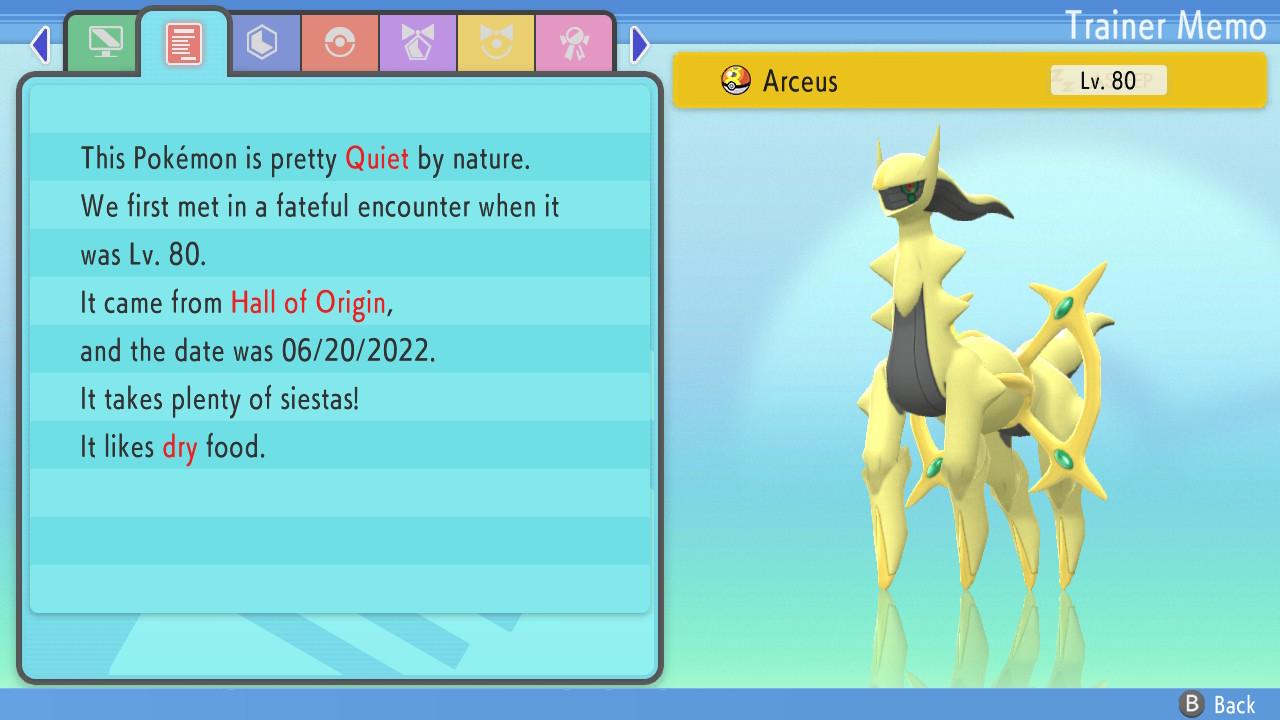 Trainer Memo
Arceus
Lv. 80
This Pokémon is pretty Quiet by nature.
We first met in a fateful encounter when it
was Lv. 80.
It came from Hall of Origin,
and the date was 06/20/2022.
It takes plenty of siestas!
It likes dry food.
B Back